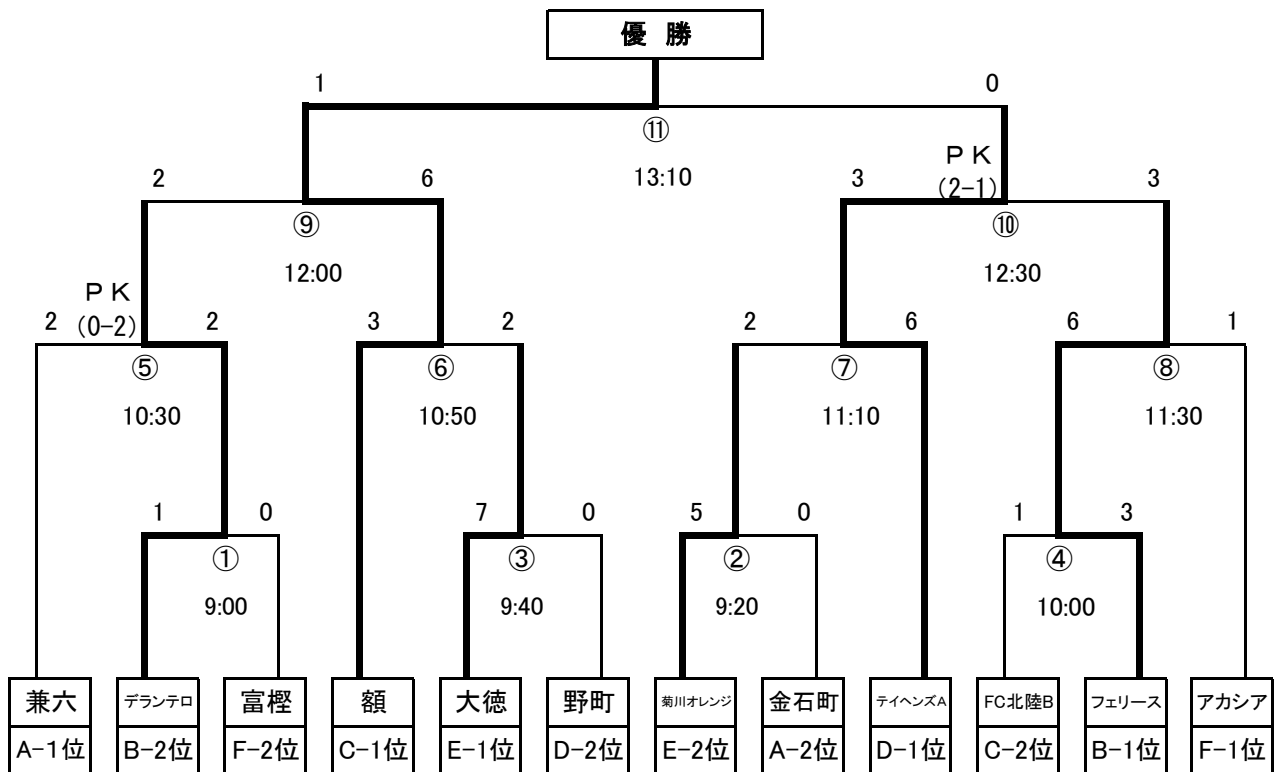 優 勝
1 0
⑪
13:10
PK
(2-1)
2 6 3 3
⑨ ⑩
12:00 12:30
PK
(0-2)
2 2 3 2 2 6 6 1
⑤ ⑥ ⑦ ⑧
10:30 10:50 11:10 11:30
1 0 7 0 5 0 1 3
① ③ ② ④
9:00 9:40 9:20 10:00
兼六 デランテロ 富樫 額 大徳 野町 菊川オレンジ 金石町 テイヘンズA FC北陸B フェリース アカシア
A-1位 B-2位 F-2位 C-1位 E-1位 D-2位 E-2位 A-2位 D-1位 C-2位 B-1位 F-1位